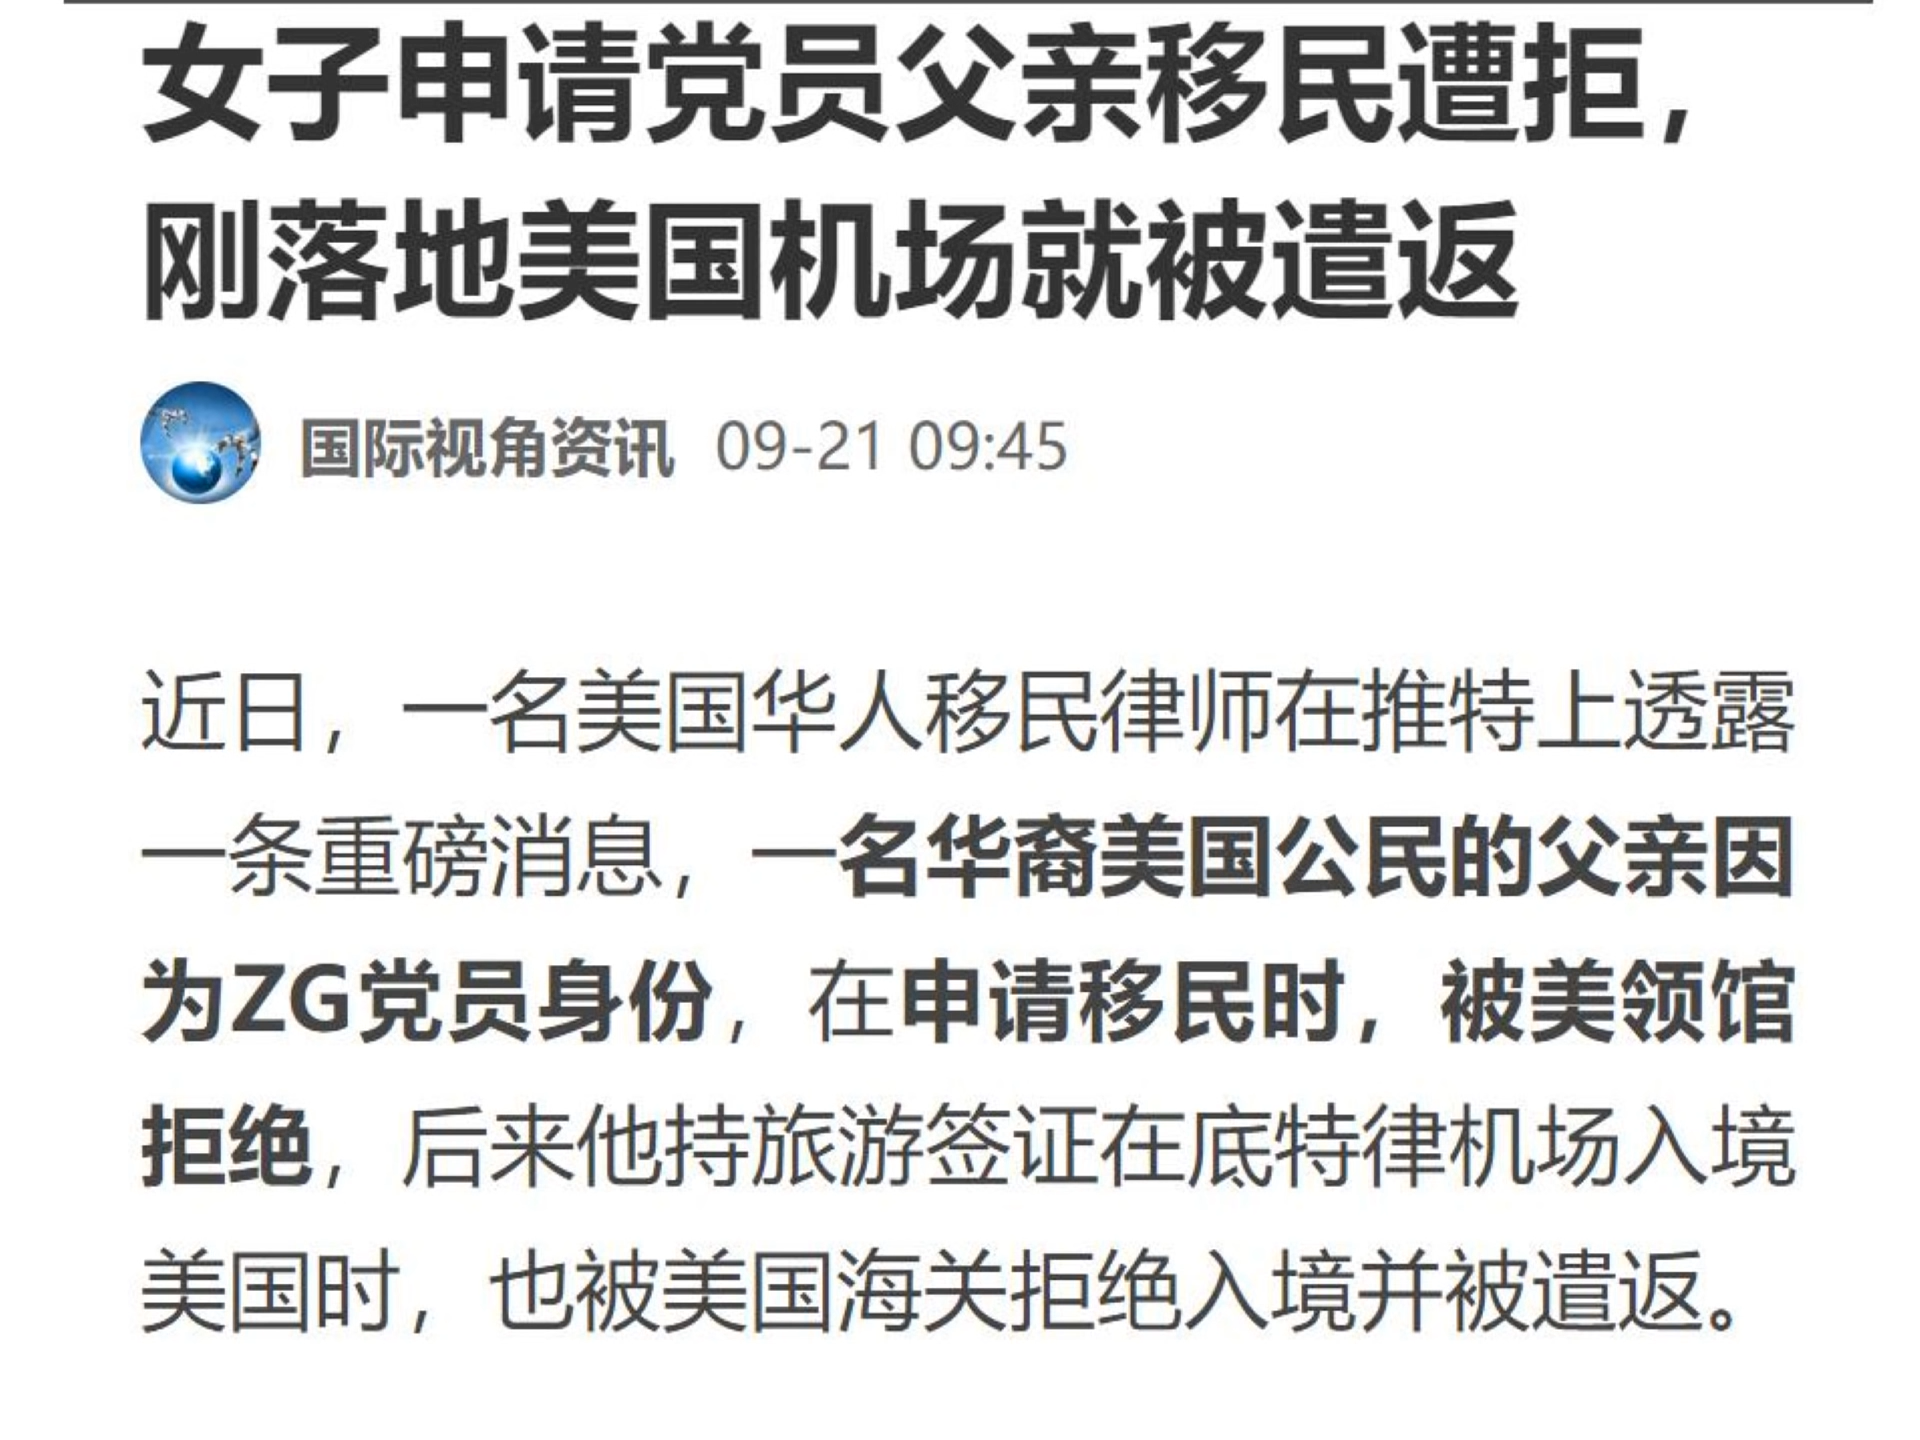 女子申请党员父亲移民遭拒，
刚落地美国机场就被遣返
国际视角资讯 09-21 09:45
近日，一名美国华人移民律师在推特上透露
一条重磅消息，一名华裔美国公民的父亲因
为ZG党员身份，在申请移民时，被美领馆
拒绝，后来他持旅游签证在底特律机场入境
美国时，也被美国海关拒绝入境并被遣返。